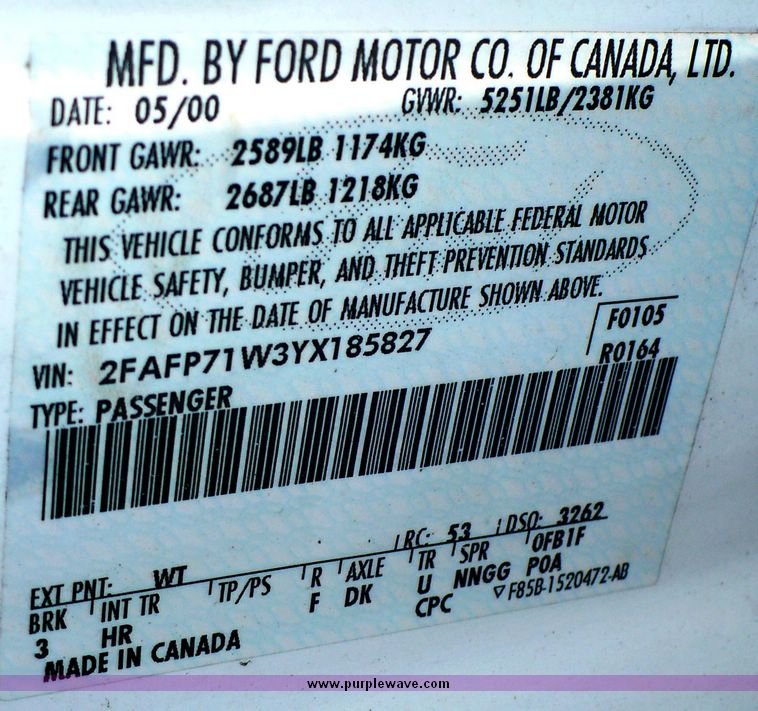 MFD. BY FORD MOTOR CO. OF CANADA, LTD.
DATE: 05/00 GVWR: 5251LB/2381KG
FRONT GAWR: 2589LB 1174KG
REAR GAWR: 2687LB 1218KG
THIS VEHICLE CONFORMS TO ALL APPLICABLE FEDERAL MOTOR
VEHICLE SAFETY, BUMPER, AND THEFT PREVENTION STANDARDS
IN EFFECT ON THE DATE OF MANUFACTURE SHOWN ABOVE.
VIN: 2FAFP71W3YX185827 F0105
TYPE: PASSENGER R0164
EXT PNT: WT RC: 53 DSO: 3262
BRK INT TR TP/PS R AXLE TR SPR OFB1F
3 HR F DK U NNGG POA
MADE IN CANADA CPC ▽F85B-1520472-AB
www.purplewave.com